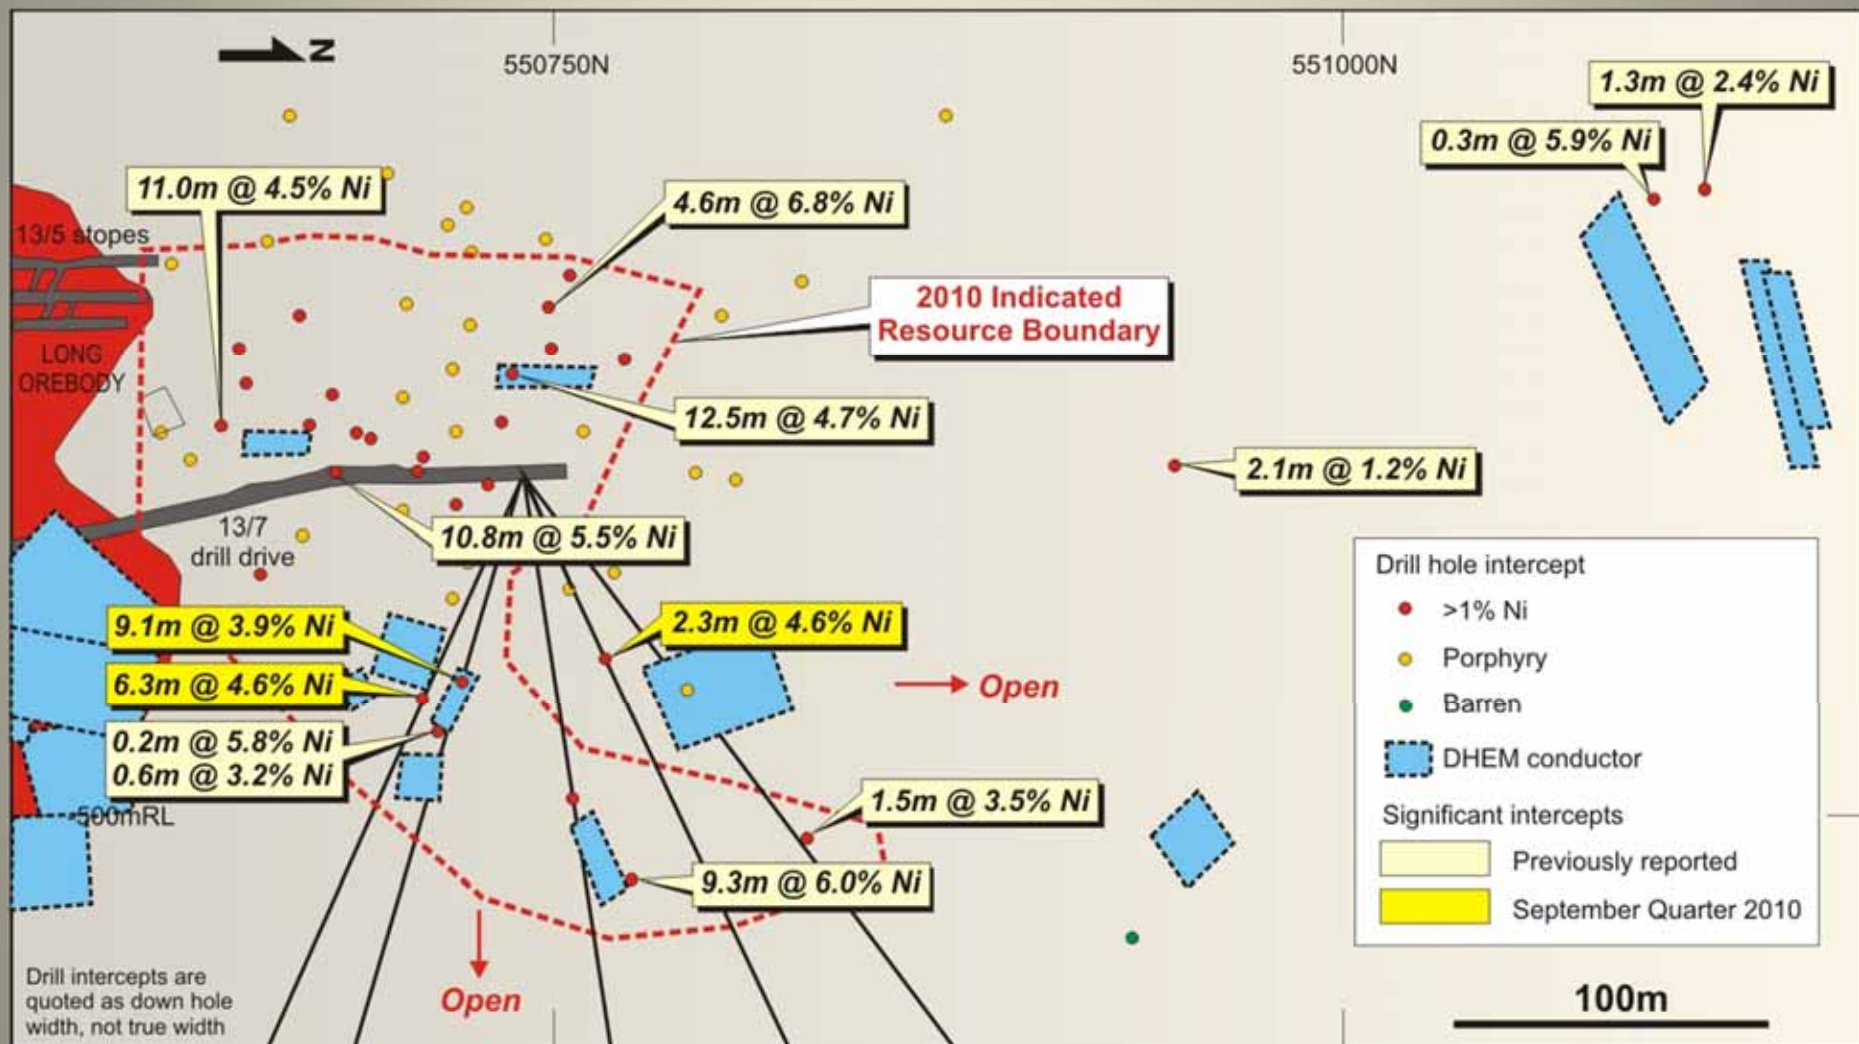 N
550750N
551000N
1.3m @ 2.4% Ni
0.3m @ 5.9% Ni
11.0m @ 4.5% Ni
4.6m @ 6.8% Ni
13/5 stopes
2010 Indicated
Resource Boundary
LONG
OREBODY
12.5m @ 4.7% Ni
2.1m @ 1.2% Ni
13/7
drill drive
10.8m @ 5.5% Ni
9.1m @ 3.9% Ni
2.3m @ 4.6% Ni
6.3m @ 4.6% Ni
Open
0.2m @ 5.8% Ni
0.6m @ 3.2% Ni
-500mRL
1.5m @ 3.5% Ni
9.3m @ 6.0% Ni
Open
Drill intercepts are
quoted as down hole
width, not true width
Drill hole intercept
>1% Ni
Porphyry
Barren
DHEM conductor
Significant intercepts
Previously reported
September Quarter 2010
100m